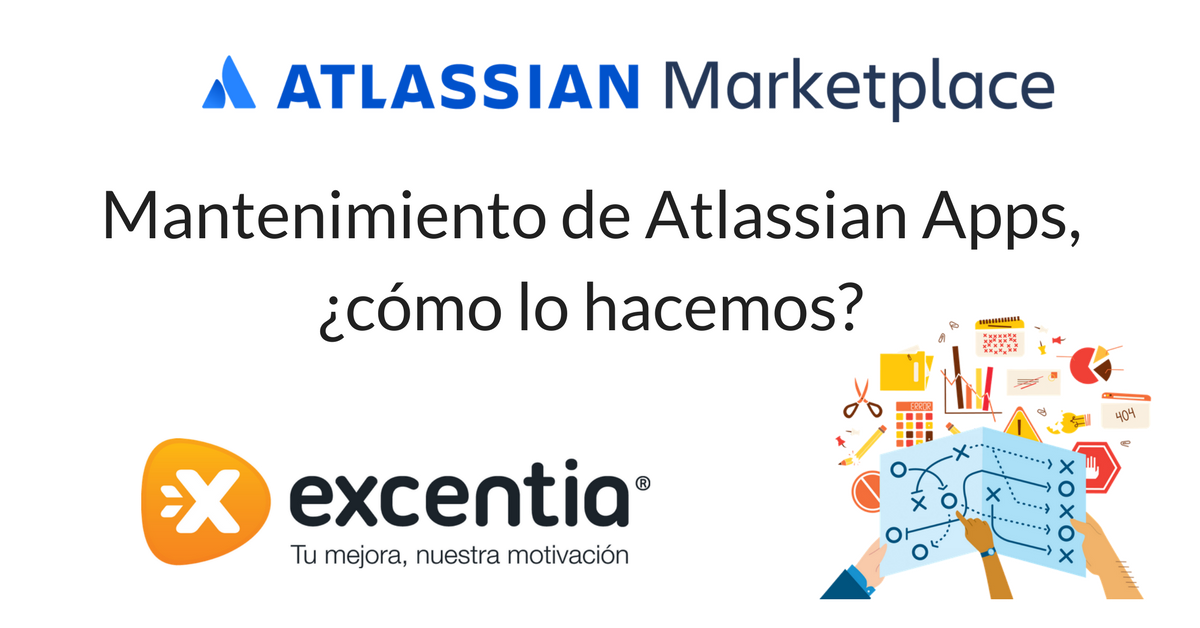 ATLASSIAN Marketplace
Mantenimiento de Atlassian Apps,
¿cómo lo hacemos?
ERROR
404
excentia®
Tu mejora, nuestra motivación